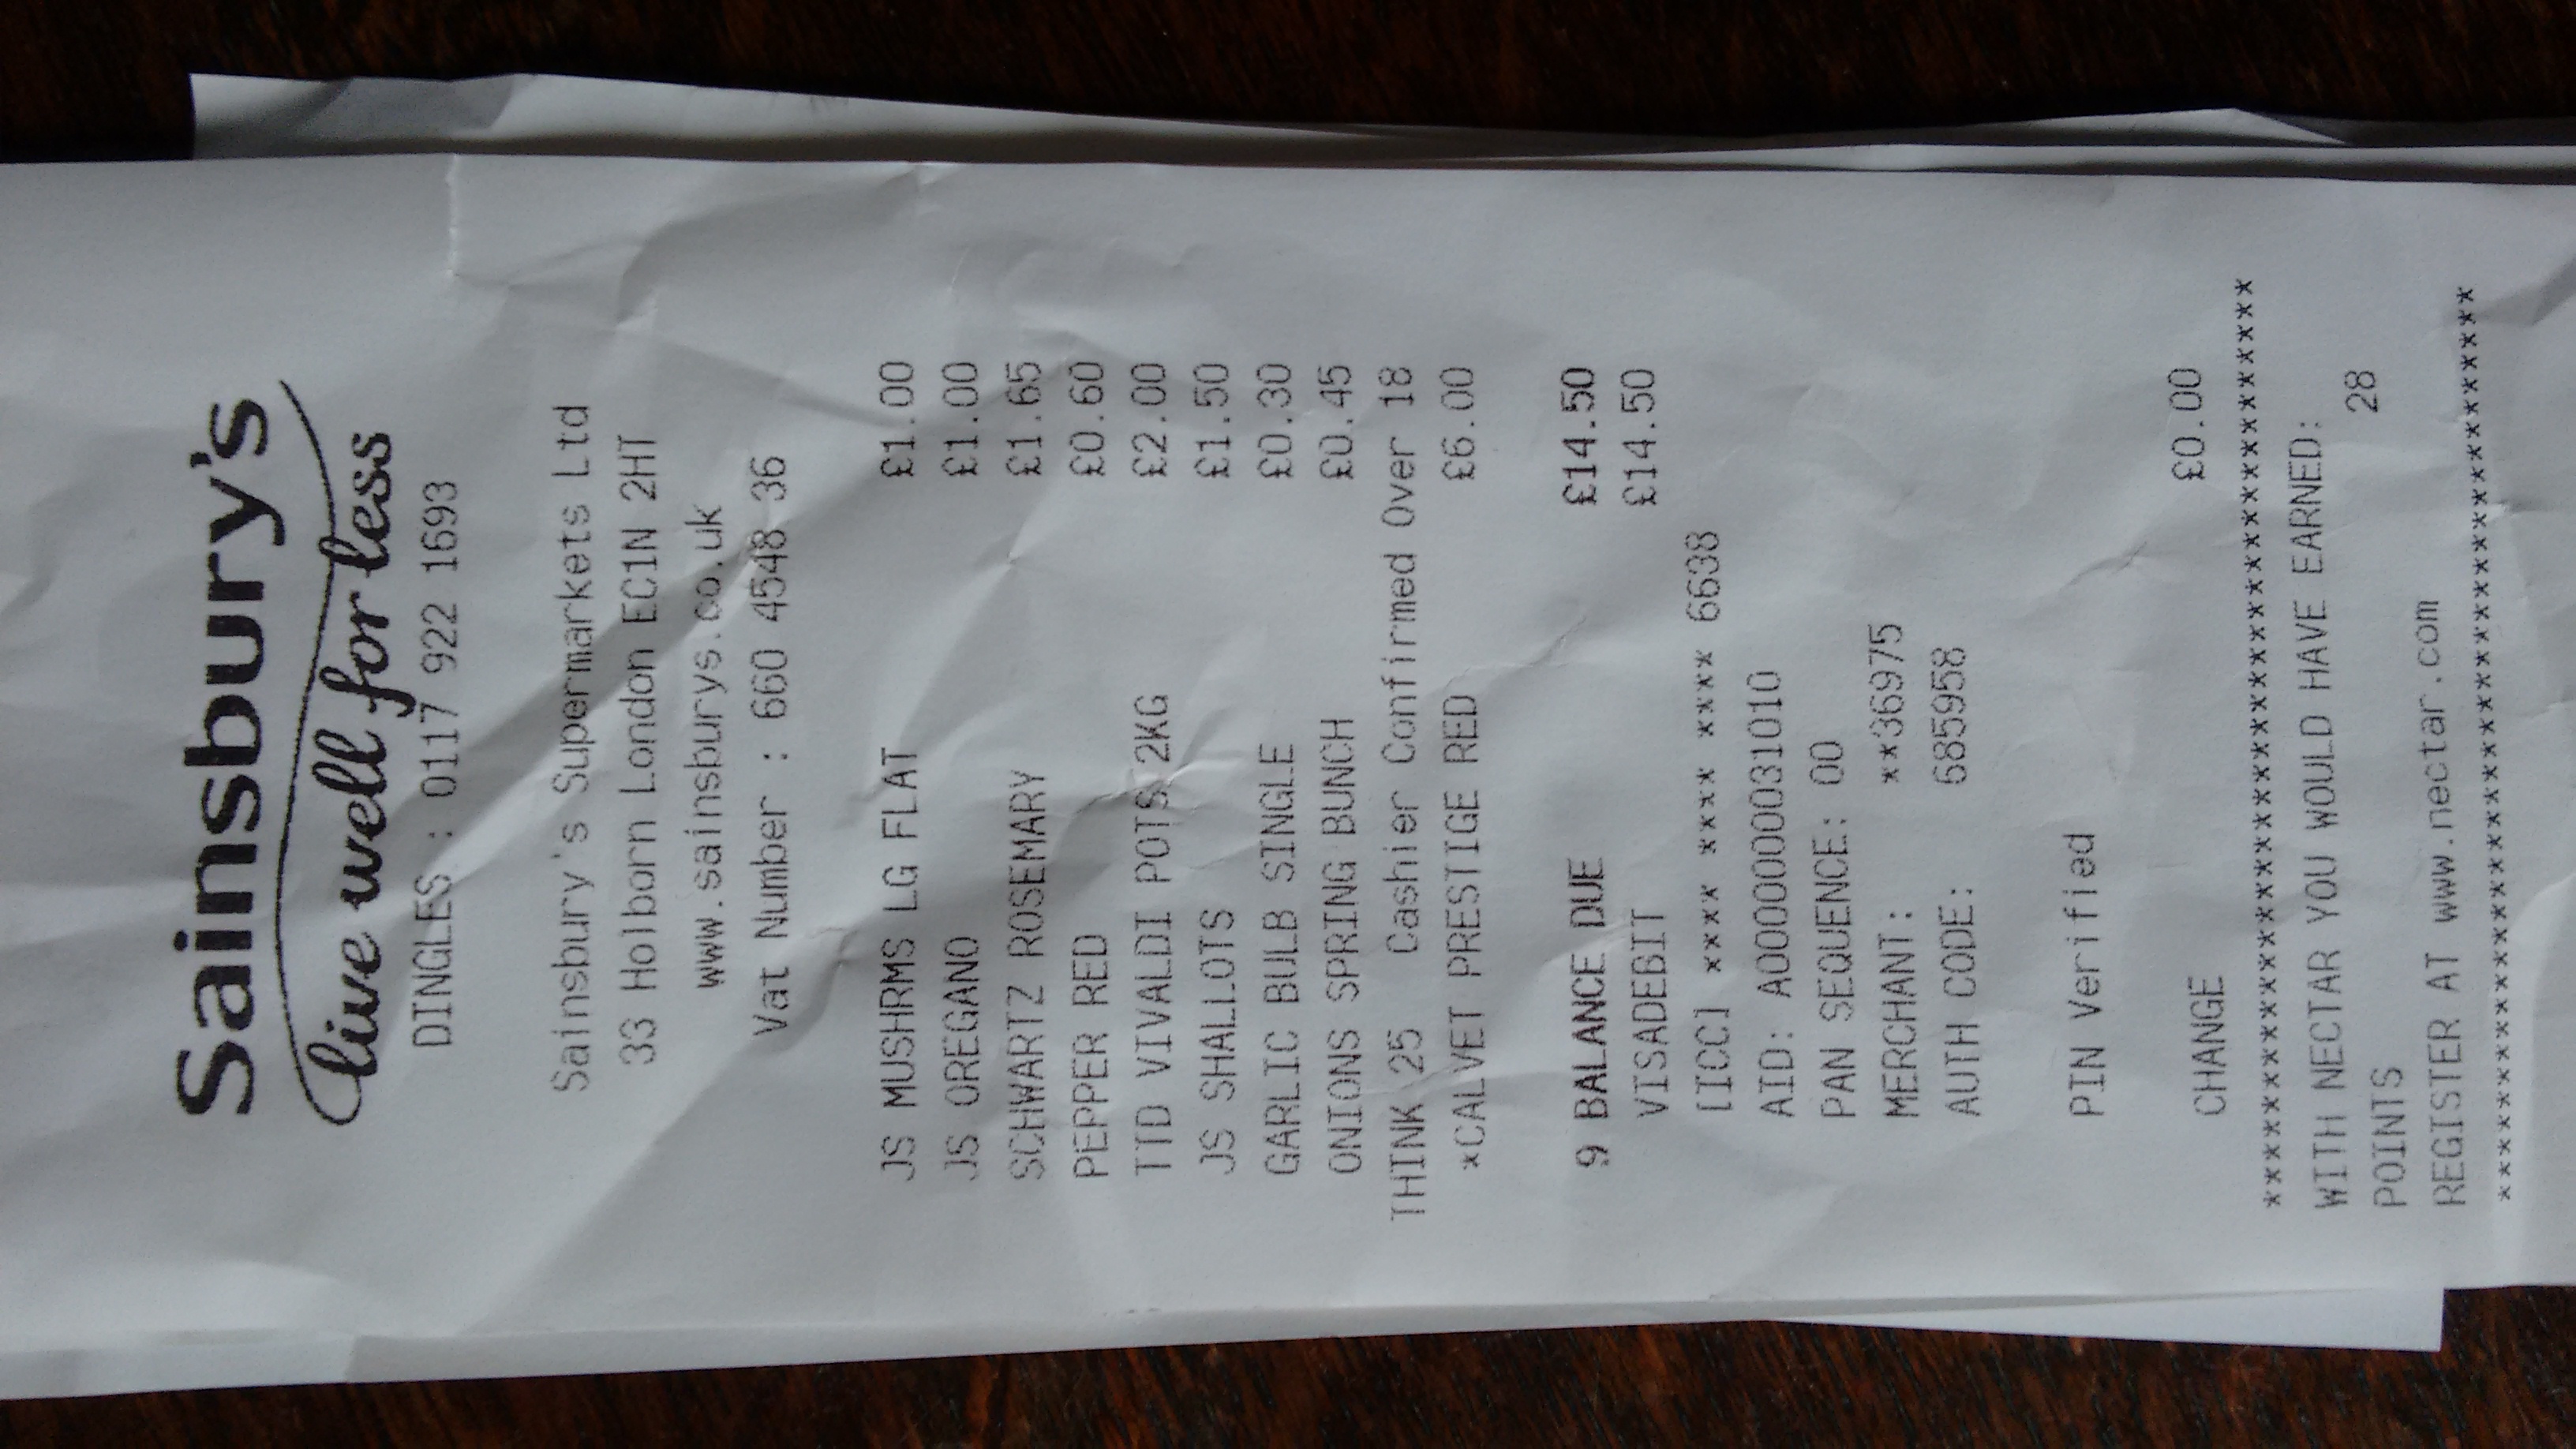 Sainsbury's
live well for less
DINGLES : 0117 922 1693
Sainsbury's Supermarkets Ltd
33 Holborn London EC1N 2HT
www.sainsburys.co.uk
Vat Number : 660 4548 36
JS MUSHRMS LG FLAT £1.00
JS OREGANO £1.00
SCHWARTZ ROSEMARY £1.65
PEPPER RED £0.60
TTD VIVALDI POTS 2KG £2.00
JS SHALLOTS £1.50
GARLIC BULB SINGLE £0.30
ONIONS SPRING BUNCH £0.45
THINK 25 Cashier Confirmed Over 18
*CALVET PRESTIGE RED £6.00
9 BALANCE DUE £14.50
VISADEBIT £14.50
[ICC] **** **** **** 6638
AID: A0000000031010
PAN SEQUENCE: 00
MERCHANT: **36975
AUTH CODE: 685958
PIN Verified
CHANGE £0.00
****************************************
WITH NECTAR YOU WOULD HAVE EARNED:
POINTS 28
REGISTER AT www.nectar.com
****************************************